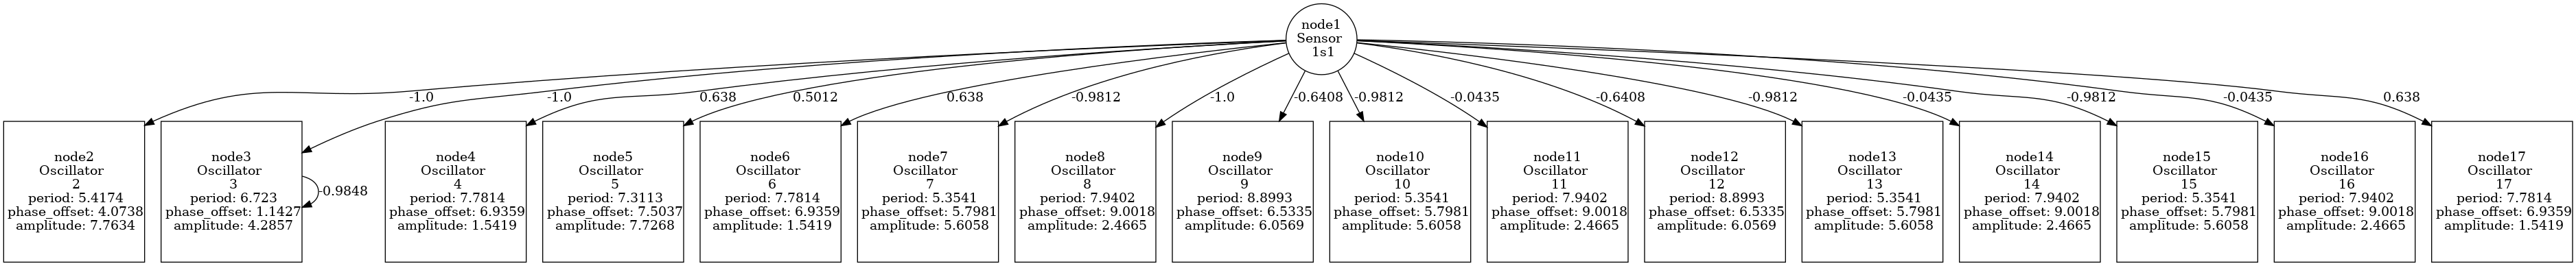 node1
Sensor
1s1
-1.0
-1.0
0.638
0.5012
0.638
-0.9812
-1.0
-0.6408
-0.9812
-0.0435
-0.6408
-0.9812
-0.0435
-0.9812
-0.0435
0.638
node2
Oscillator
2
period: 5.4174
phase_offset: 4.0738
amplitude: 7.7634
node3
Oscillator
3
period: 6.723
phase_offset: 1.1427
amplitude: 4.2857
-0.9848
node4
Oscillator
4
period: 7.7814
phase_offset: 6.9359
amplitude: 1.5419
node5
Oscillator
5
period: 7.3113
phase_offset: 7.5037
amplitude: 7.7268
node6
Oscillator
6
period: 7.7814
phase_offset: 6.9359
amplitude: 1.5419
node7
Oscillator
7
period: 5.3541
phase_offset: 5.7981
amplitude: 5.6058
node8
Oscillator
8
period: 7.9402
phase_offset: 9.0018
amplitude: 2.4665
node9
Oscillator
9
period: 8.8993
phase_offset: 6.5335
amplitude: 6.0569
node10
Oscillator
10
period: 5.3541
phase_offset: 5.7981
amplitude: 5.6058
node11
Oscillator
11
period: 7.9402
phase_offset: 9.0018
amplitude: 2.4665
node12
Oscillator
12
period: 8.8993
phase_offset: 6.5335
amplitude: 6.0569
node13
Oscillator
13
period: 5.3541
phase_offset: 5.7981
amplitude: 5.6058
node14
Oscillator
14
period: 7.9402
phase_offset: 9.0018
amplitude: 2.4665
node15
Oscillator
15
period: 5.3541
phase_offset: 5.7981
amplitude: 5.6058
node16
Oscillator
16
period: 7.9402
phase_offset: 9.0018
amplitude: 2.4665
node17
Oscillator
17
period: 7.7814
phase_offset: 6.9359
amplitude: 1.5419